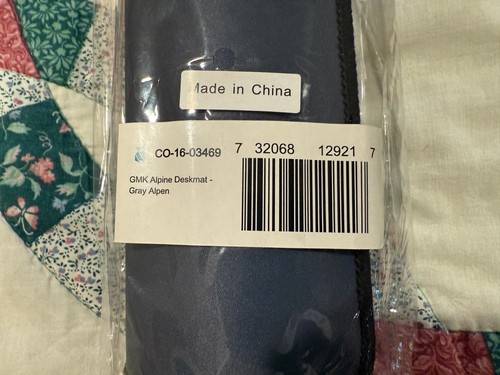 Made in China
CO-16-03469
7 32068 12921 7
GMK Alpine Deskmat -
Gray Alpen